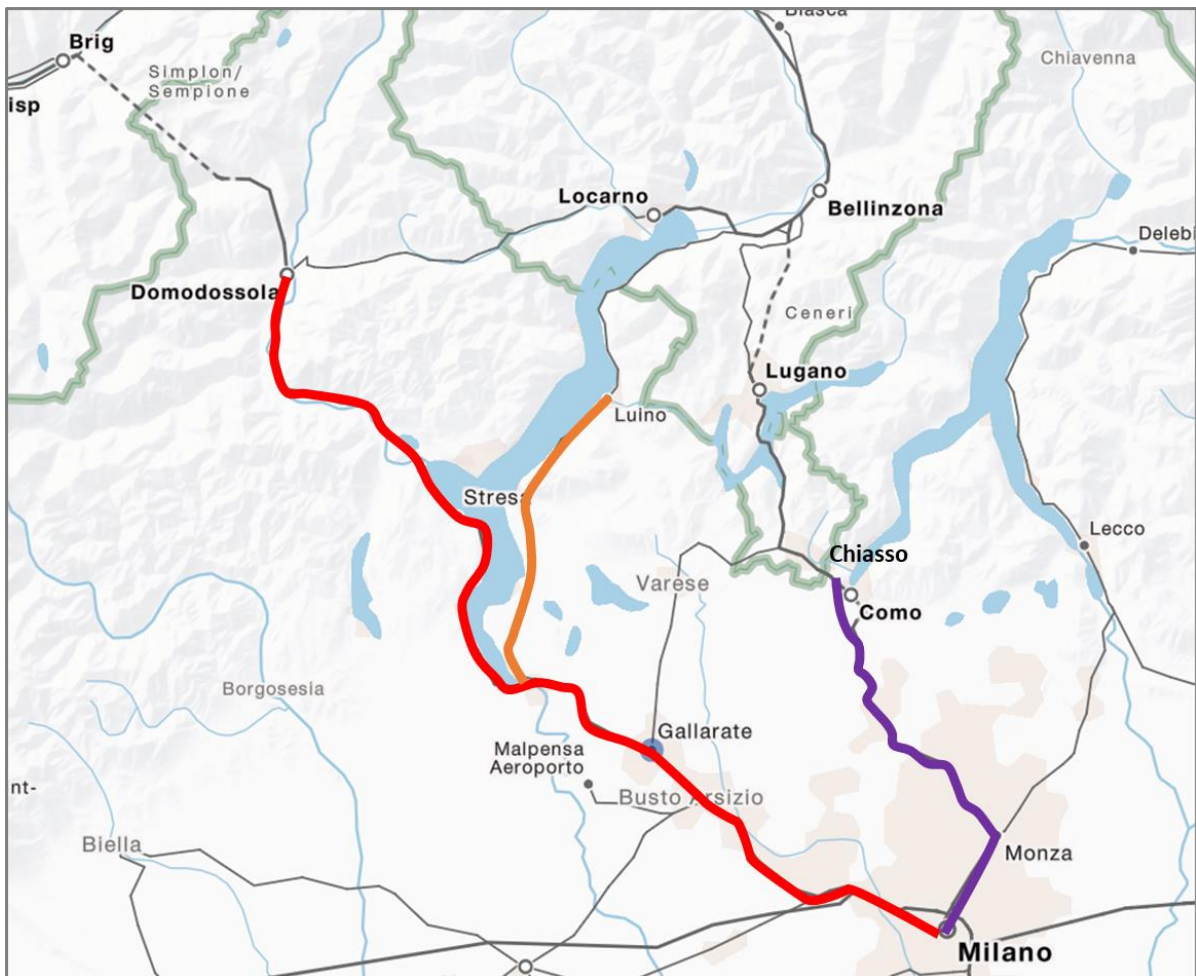 Biasca
Brig
Chiavenna
Simplon/
Sempione
isp
Locarno
Bellinzona
Delebi
Domodossola
Ceneri
Lugano
Luino
Stresa
Lecco
Chiasso
Varese
Como
Borgosesia
Gallarate
Malpensa
Aeroporto
nt-
Busto Arsizio
Biella
Monza
Milano